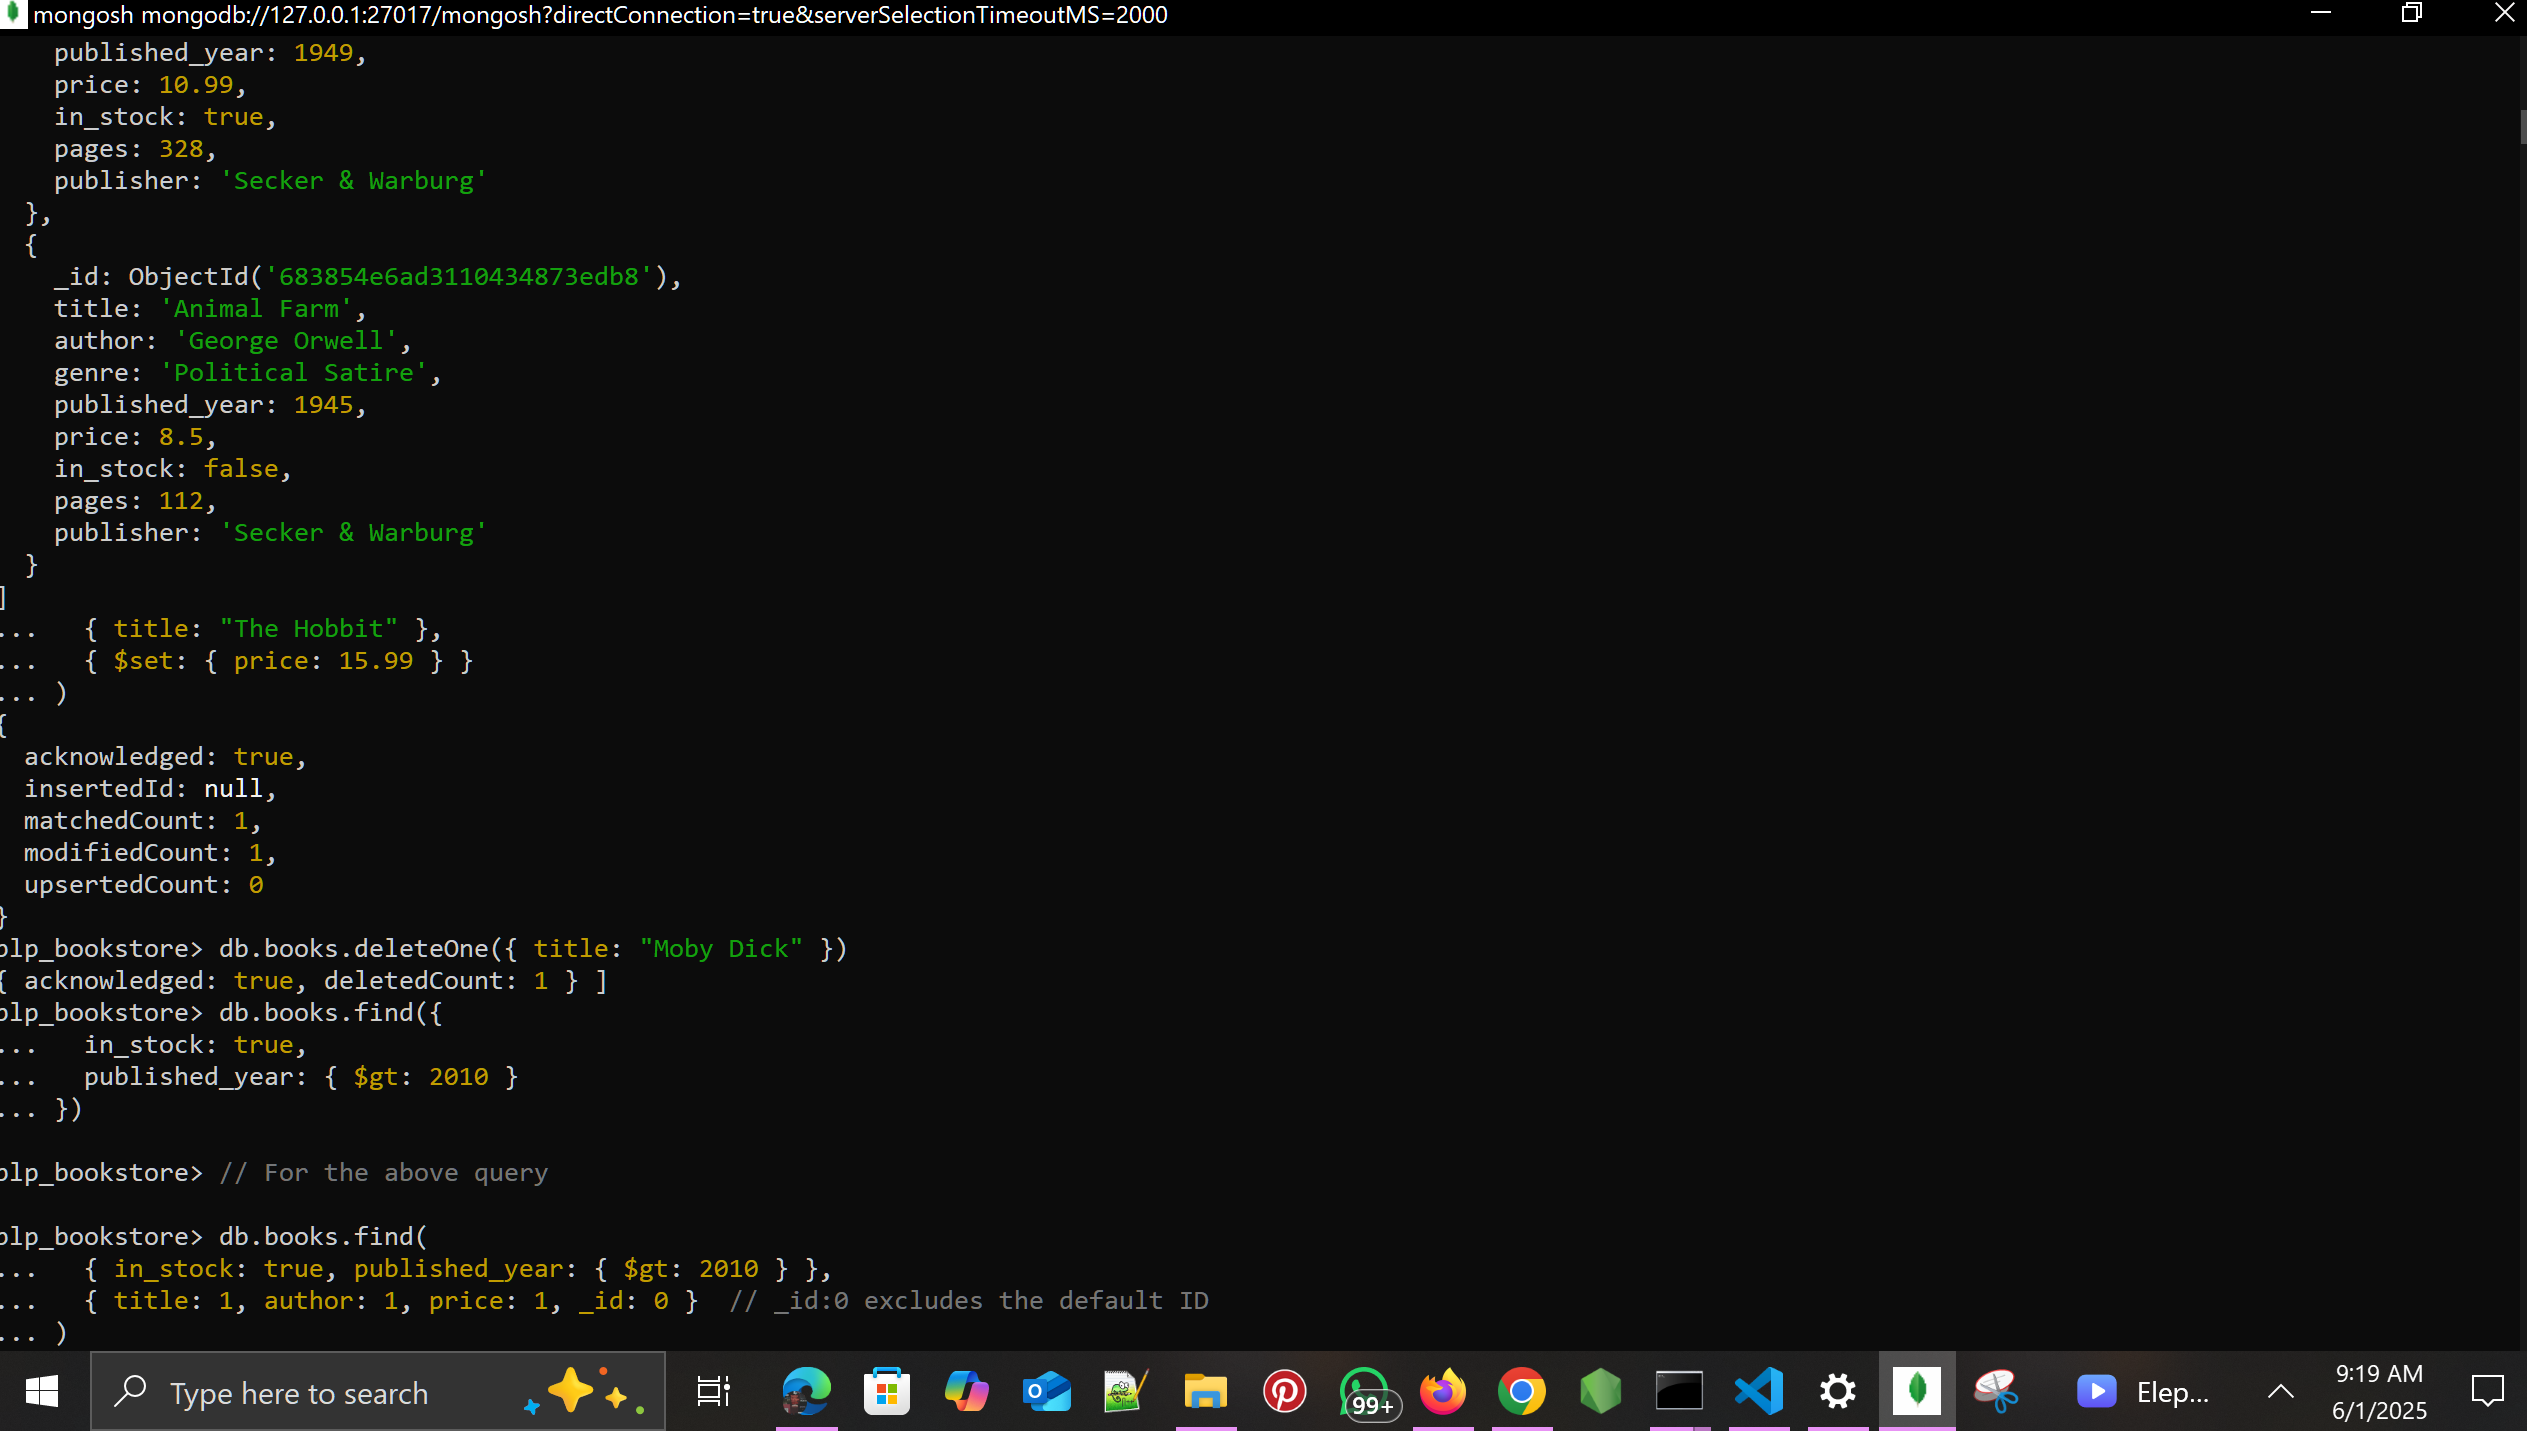 mongosh mongodb://127.0.0.1:27017/mongosh?directConnection=true&serverSelectionTimeoutMS=2000
    published_year: 1949,
    price: 10.99,
    in_stock: true,
    pages: 328,
    publisher: 'Secker & Warburg'
  },
  {
    _id: ObjectId('683854e6ad3110434873edb8'),
    title: 'Animal Farm',
    author: 'George Orwell',
    genre: 'Political Satire',
    published_year: 1945,
    price: 8.5,
    in_stock: false,
    pages: 112,
    publisher: 'Secker & Warburg'
  }
]
...   { title: "The Hobbit" },
...   { $set: { price: 15.99 } }
... )
{
  acknowledged: true,
  insertedId: null,
  matchedCount: 1,
  modifiedCount: 1,
  upsertedCount: 0
}
plp_bookstore> db.books.deleteOne({ title: "Moby Dick" })
{ acknowledged: true, deletedCount: 1 } ]
plp_bookstore> db.books.find({
...   in_stock: true,
...   published_year: { $gt: 2010 }
... })
plp_bookstore> // For the above query
plp_bookstore> db.books.find(
...   { in_stock: true, published_year: { $gt: 2010 } },
...   { title: 1, author: 1, price: 1, _id: 0 }  // _id:0 excludes the default ID
... )
Type here to search
99+
Elep...
9:19 AM
6/1/2025